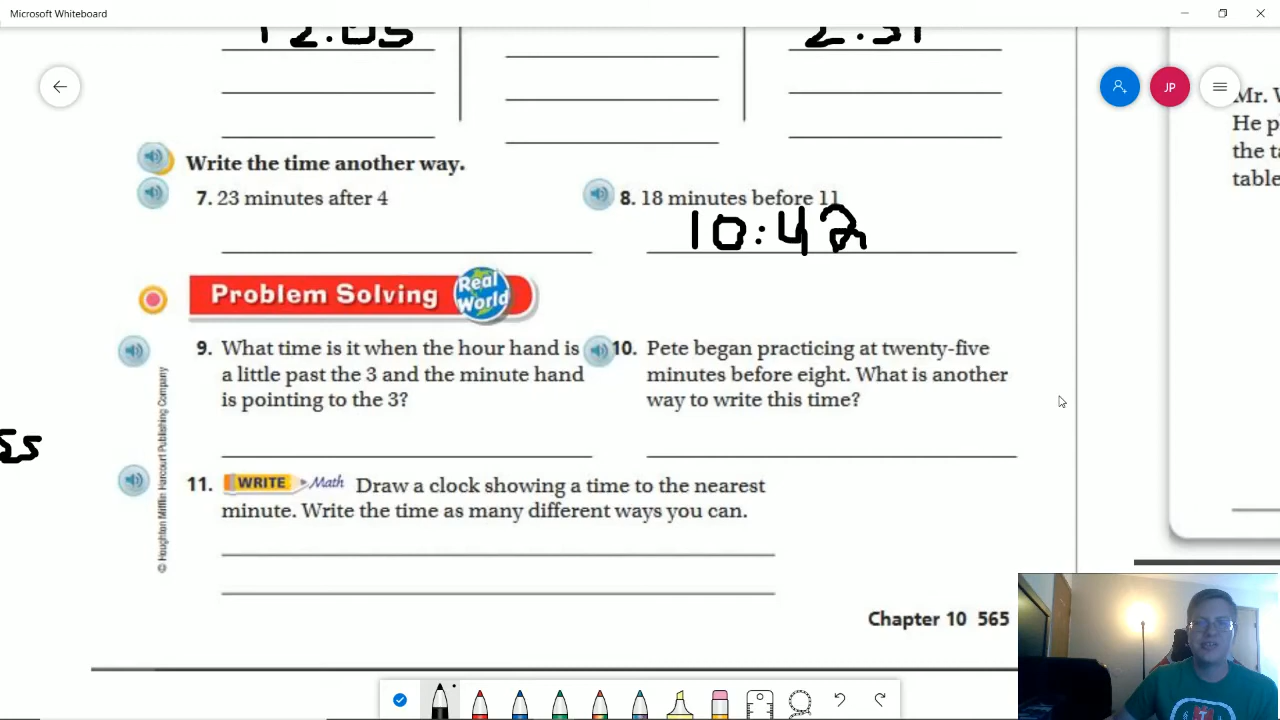 Microsoft Whiteboard
12:05
2:31
JP
Mr.
He p
the ta
table
Write the time another way.
7. 23 minutes after 4
8. 18 minutes before 11
10:42
Problem Solving
Real World
9. What time is it when the hour hand is
a little past the 3 and the minute hand
is pointing to the 3?
10. Pete began practicing at twenty-five
minutes before eight. What is another
way to write this time?
© Houghton Mifflin Harcourt Publishing Company
11. WRITE Math Draw a clock showing a time to the nearest
minute. Write the time as many different ways you can.
Chapter 10 565